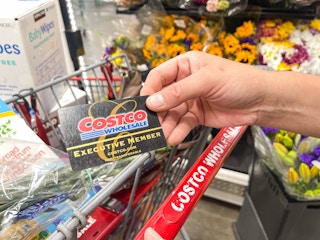 Baby Wipes
COSTCO
WHOLESALE
EXECUTIVE MEMBER
COSTCO WHOLESALE